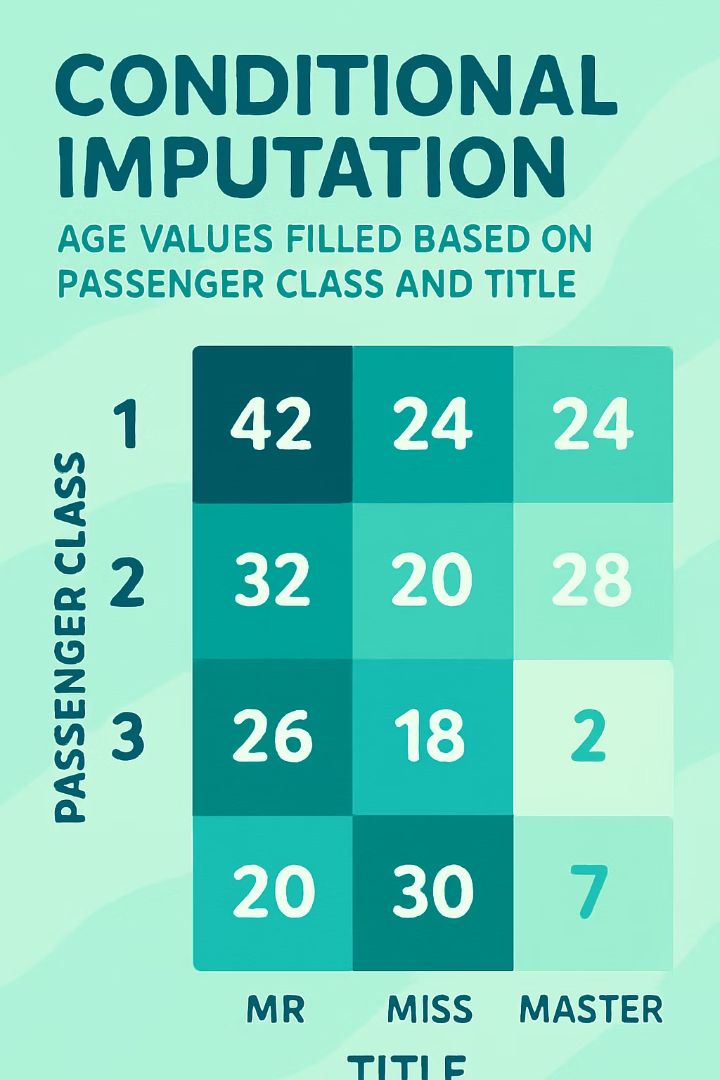 CONDITIONAL
IMPUTATION
AGE VALUES FILLED BASED ON
PASSENGER CLASS AND TITLE
PASSENGER CLASS
1 42 24 24
2 32 20 28
3 26 18 2
20 30 7
MR MISS MASTER
TITLE